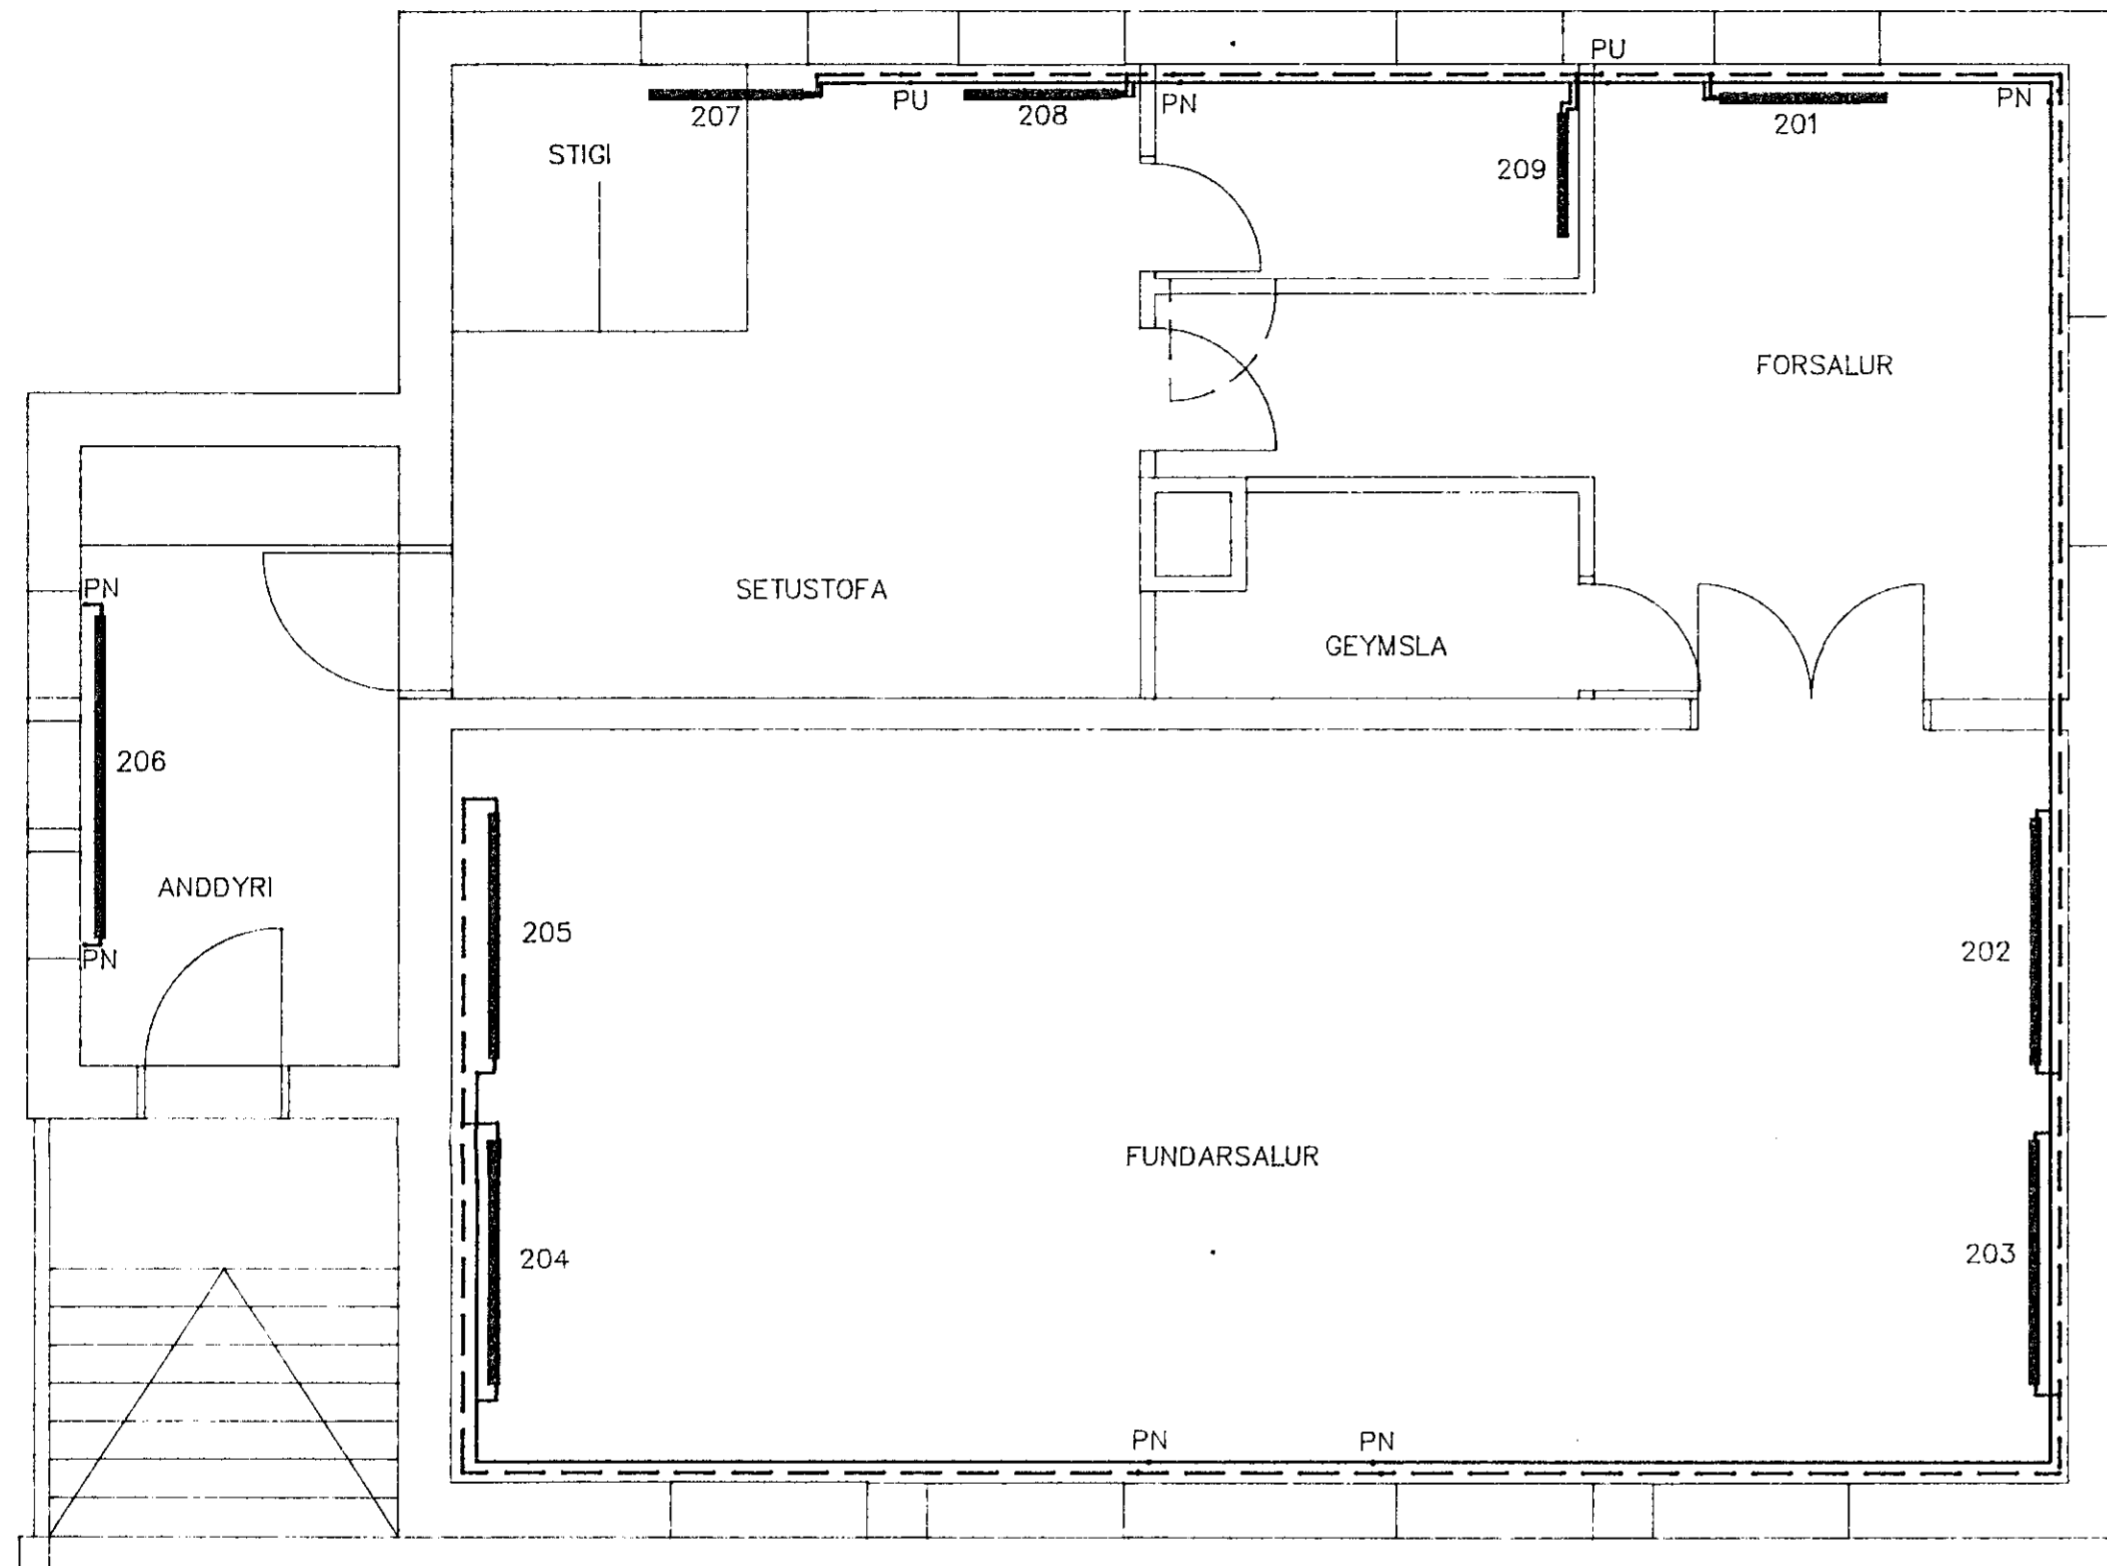 PU
207
PU
208
PN
201
PN
STIGI
209
FORSALUR
PN
SETUSTOFA
GEYMSLA
206
ANDDYRI
205
202
PN
FUNDARSALUR
204
203
PN
PN